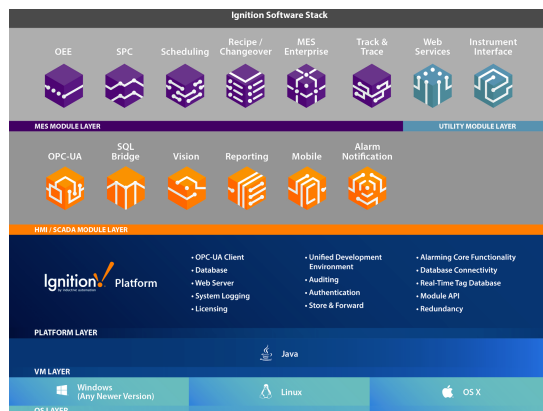 Ignition Software Stack
OEE
SPC
Scheduling
Recipe /
Changeover
MES
Enterprise
Track &
Trace
Web
Services
Instrument
Interface
MES MODULE LAYER
UTILITY MODULE LAYER
OPC-UA
SQL
Bridge
Vision
Reporting
Mobile
Alarm
Notification
HMI / SCADA MODULE LAYER
Ignition!
by inductive automation
Platform
• OPC-UA Client
• Database
• Web Server
• System Logging
• Licensing
• Unified Development
Environment
• Auditing
• Authentication
• Store & Forward
• Alarming Core Functionality
• Database Connectivity
• Real-Time Tag Database
• Module API
• Redundancy
PLATFORM LAYER
Java
VM LAYER
Windows
(Any Newer Version)
Linux
OS X
OS LAYER